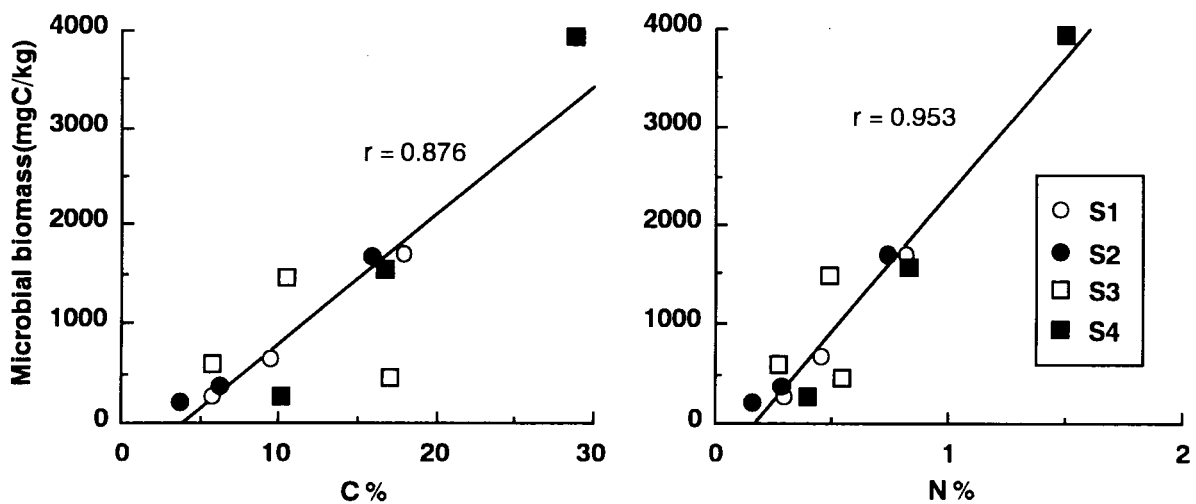 Microbial biomass(mgC/kg)
4000
3000
2000
1000
0
0 10 20 30
C %
r = 0.876
4000
3000
2000
1000
0
0 1 2
N %
r = 0.953
S1
S2
S3
S4